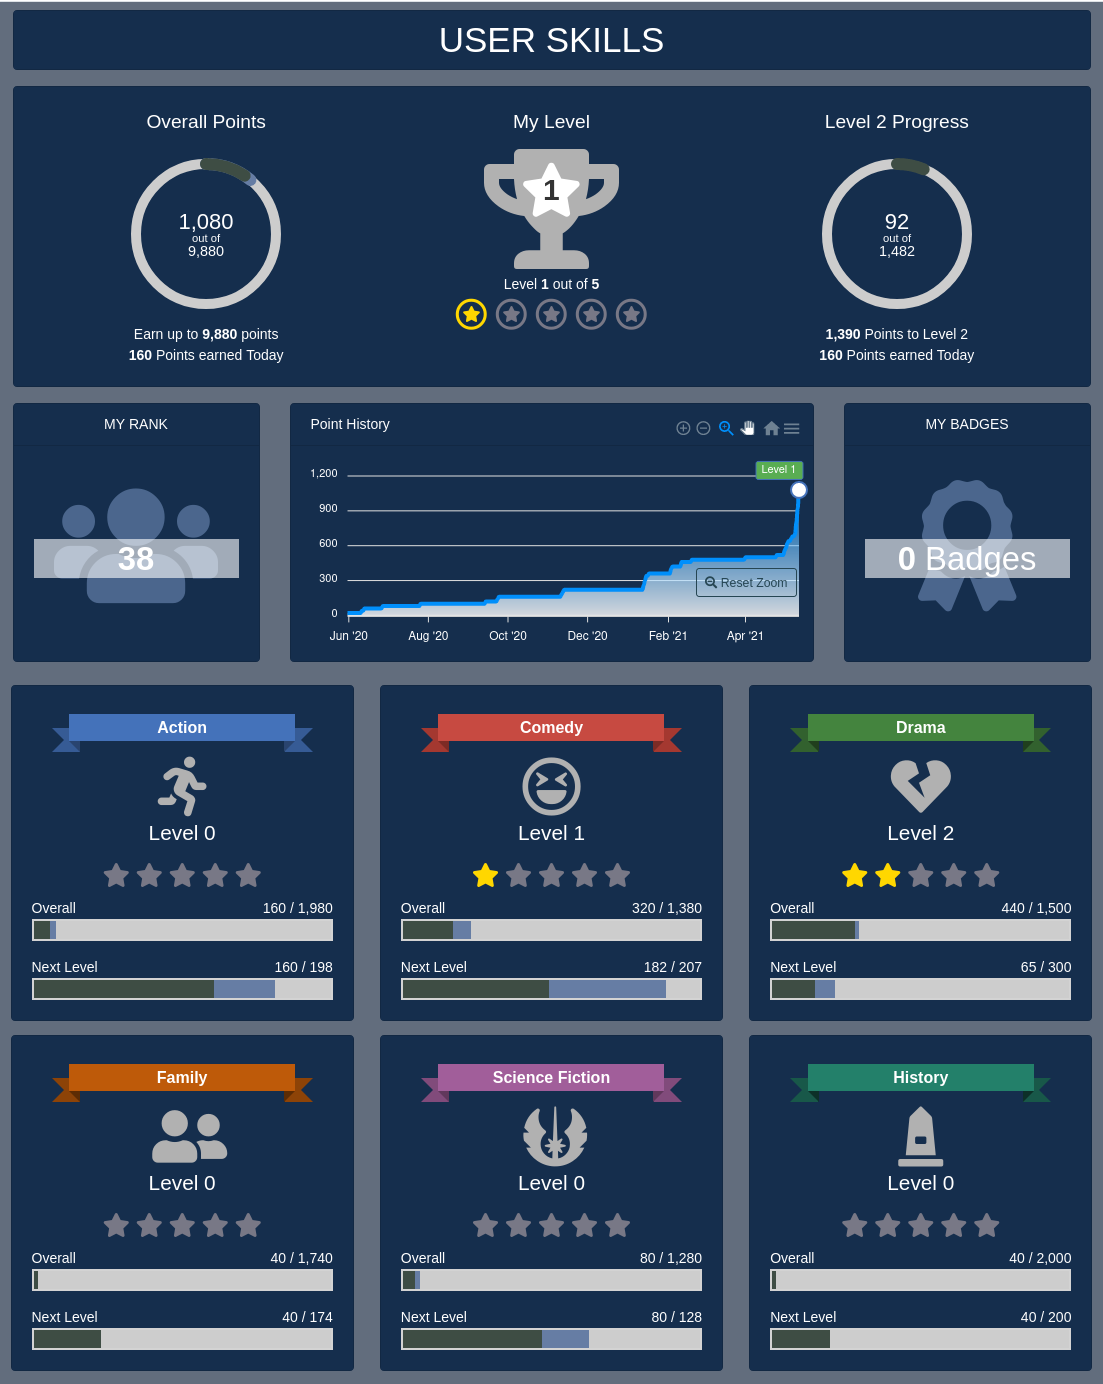 USER SKILLS
Overall Points
My Level
Level 2 Progress
1,080
out of
9,880
1
92
out of
1,482
Level 1 out of 5
Earn up to 9,880 points
160 Points earned Today
1,390 Points to Level 2
160 Points earned Today
MY RANK
38
Point History
Level 1
1,200
900
600
300
0
Reset Zoom
Jun '20
Aug '20
Oct '20
Dec '20
Feb '21
Apr '21
MY BADGES
0 Badges
Action
Level 0
Overall 160 / 1,980
Next Level 160 / 198
Comedy
Level 1
Overall 320 / 1,380
Next Level 182 / 207
Drama
Level 2
Overall 440 / 1,500
Next Level 65 / 300
Family
Level 0
Overall 40 / 1,740
Next Level 40 / 174
Science Fiction
Level 0
Overall 80 / 1,280
Next Level 80 / 128
History
Level 0
Overall 40 / 2,000
Next Level 40 / 200